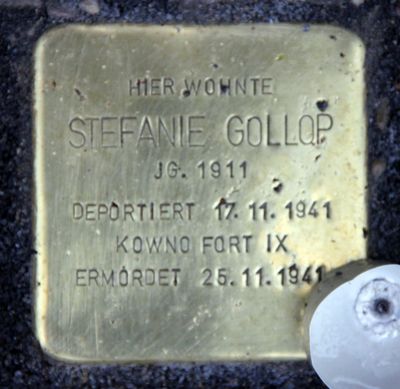 HIER WOHNTE
STEFANIE GOLLOP
JG. 1911
DEPORTIERT 17. 11. 1941
KOWNO FORT IX
ERMORDET 25. 11. 1941